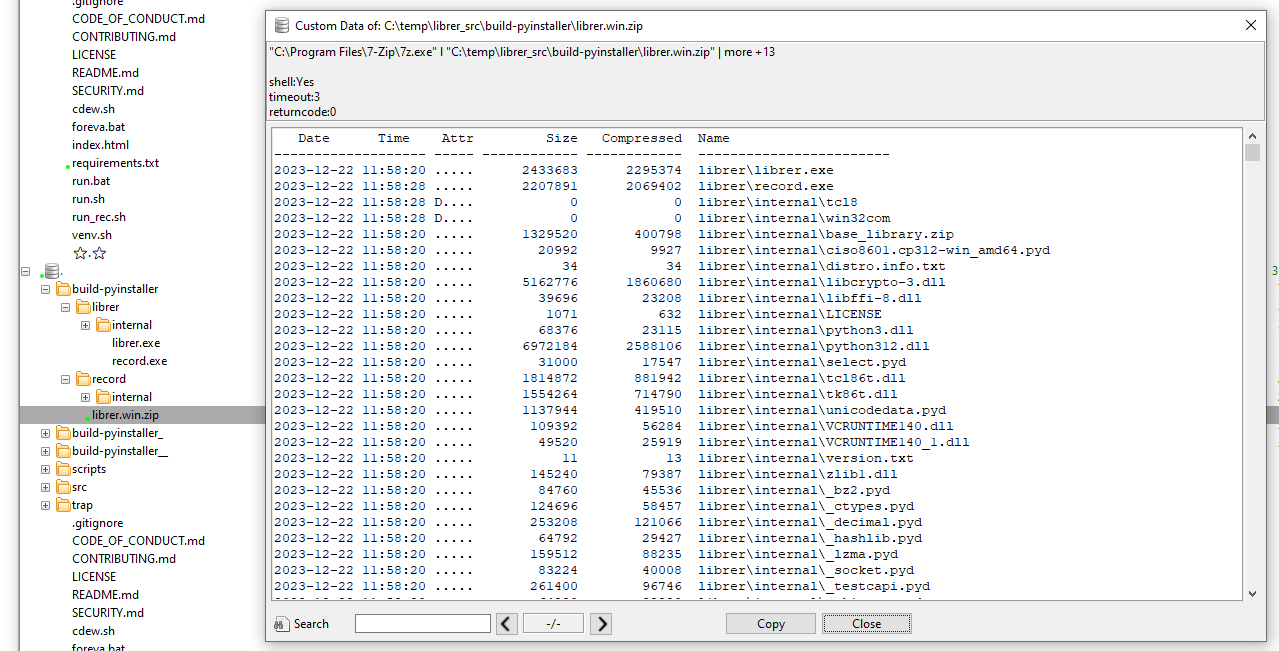 .gitignore
CODE_OF_CONDUCT.md
CONTRIBUTING.md
LICENSE
README.md
SECURITY.md
cdew.sh
foreva.bat
index.html
requirements.txt
run.bat
run.sh
run_rec.sh
venv.sh
☆.☆
.
build-pyinstaller
librer
internal
librer.exe
record.exe
record
internal
librer.win.zip
build-pyinstaller_
build-pyinstaller__
scripts
src
trap
.gitignore
CODE_OF_CONDUCT.md
CONTRIBUTING.md
LICENSE
README.md
SECURITY.md
cdew.sh
foreva.bat
Custom Data of: C:\temp\librer_src\build-pyinstaller\librer.win.zip
"C:\Program Files\7-Zip\7z.exe" l "C:\temp\librer_src\build-pyinstaller\librer.win.zip" | more +13
shell:Yes
timeout:3
returncode:0
Date Time Attr Size Compressed Name
------------------- ----- ------------ ------------ ------------------------
2023-12-22 11:58:20 ..... 2433683 2295374 librer\librer.exe
2023-12-22 11:58:28 ..... 2207891 2069402 librer\record.exe
2023-12-22 11:58:28 D.... 0 0 librer\internal\tcl8
2023-12-22 11:58:28 D.... 0 0 librer\internal\win32com
2023-12-22 11:58:20 ..... 1329520 400798 librer\internal\base_library.zip
2023-12-22 11:58:20 ..... 20992 9927 librer\internal\ciso8601.cp312-win_amd64.pyd
2023-12-22 11:58:20 ..... 34 34 librer\internal\distro.info.txt
2023-12-22 11:58:20 ..... 5162776 1860680 librer\internal\libcrypto-3.dll
2023-12-22 11:58:20 ..... 39696 23208 librer\internal\libffi-8.dll
2023-12-22 11:58:20 ..... 1071 632 librer\internal\LICENSE
2023-12-22 11:58:20 ..... 68376 23115 librer\internal\python3.dll
2023-12-22 11:58:20 ..... 6972184 2588106 librer\internal\python312.dll
2023-12-22 11:58:20 ..... 31000 17547 librer\internal\select.pyd
2023-12-22 11:58:20 ..... 1814872 881942 librer\internal\tcl86t.dll
2023-12-22 11:58:20 ..... 1554264 714790 librer\internal\tk86t.dll
2023-12-22 11:58:20 ..... 1137944 419510 librer\internal\unicodedata.pyd
2023-12-22 11:58:20 ..... 109392 56284 librer\internal\VCRUNTIME140.dll
2023-12-22 11:58:20 ..... 49520 25919 librer\internal\VCRUNTIME140_1.dll
2023-12-22 11:58:20 ..... 11 13 librer\internal\version.txt
2023-12-22 11:58:20 ..... 145240 79387 librer\internal\zlib1.dll
2023-12-22 11:58:20 ..... 84760 45536 librer\internal\_bz2.pyd
2023-12-22 11:58:20 ..... 124696 58457 librer\internal\_ctypes.pyd
2023-12-22 11:58:20 ..... 253208 121066 librer\internal\_decimal.pyd
2023-12-22 11:58:20 ..... 64792 29427 librer\internal\_hashlib.pyd
2023-12-22 11:58:20 ..... 159512 88235 librer\internal\_lzma.pyd
2023-12-22 11:58:20 ..... 83224 40008 librer\internal\_socket.pyd
2023-12-22 11:58:20 ..... 261400 96746 librer\internal\_testcapi.pyd
Search -/- Copy Close
3